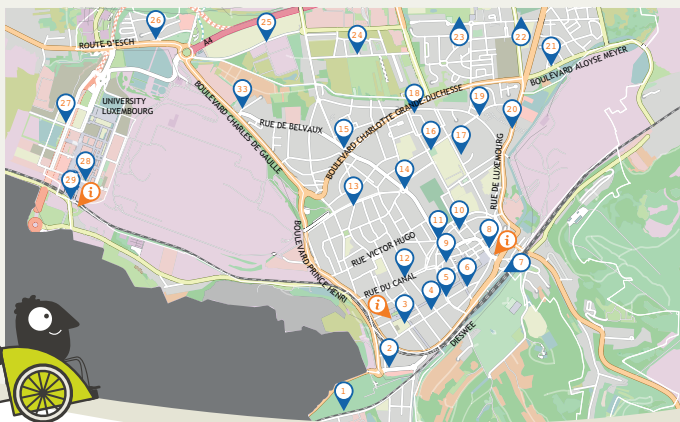 26
25
24
23
22
21
ROUTE D'ESCH
A4
BOULEVARD ALOYSE MEYER
27
UNIVERSITY
LUXEMBOURG
33
18
19
20
BOULEVARD CHARLOTTE GRANDE-DUCHESSE
BOULEVARD CHARLES DE GAULLE
RUE DE BELVAUX
15
16
17
28
29
i
14
13
RUE DE LUXEMBOURG
10
11
8
i
9
RUE VICTOR HUGO
BOULEVARD PRINCE HENRI
12
7
6
5
4
RUE DU CANAL
i
3
DIESWEE
2
1